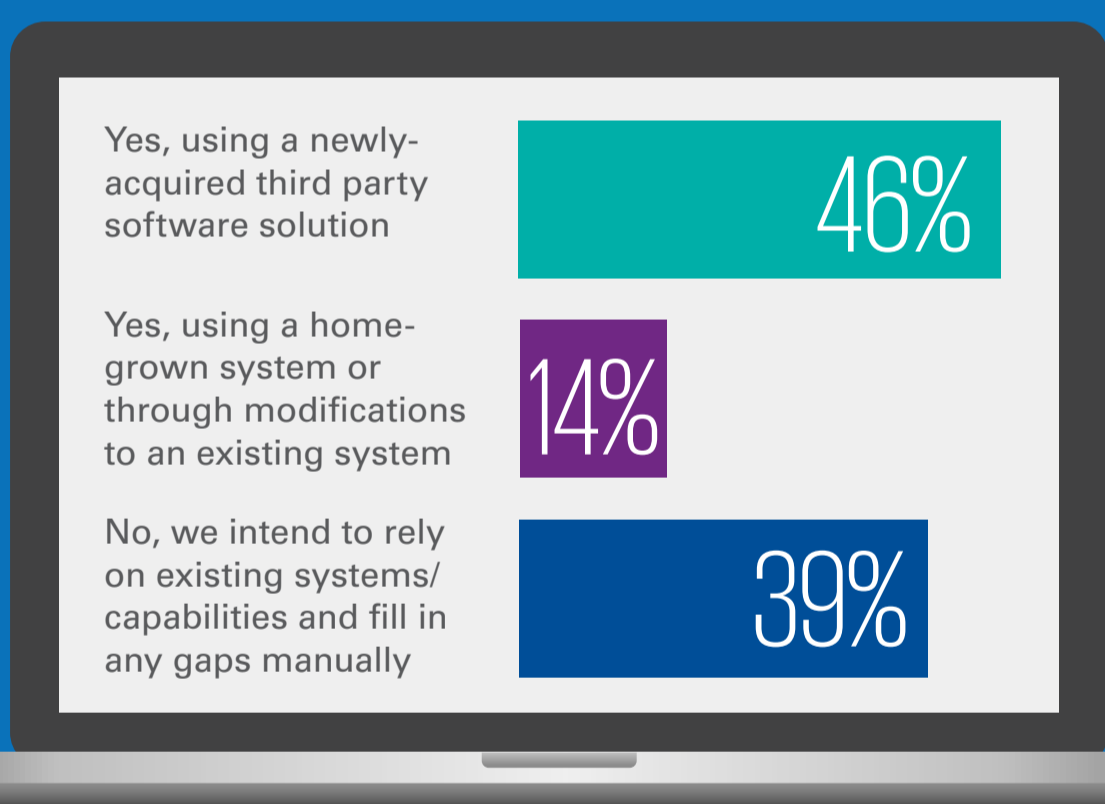 Yes, using a newly-
acquired third party
software solution
46%
Yes, using a home-
grown system or
through modifications
to an existing system
14%
No, we intend to rely
on existing systems/
capabilities and fill in
any gaps manually
39%